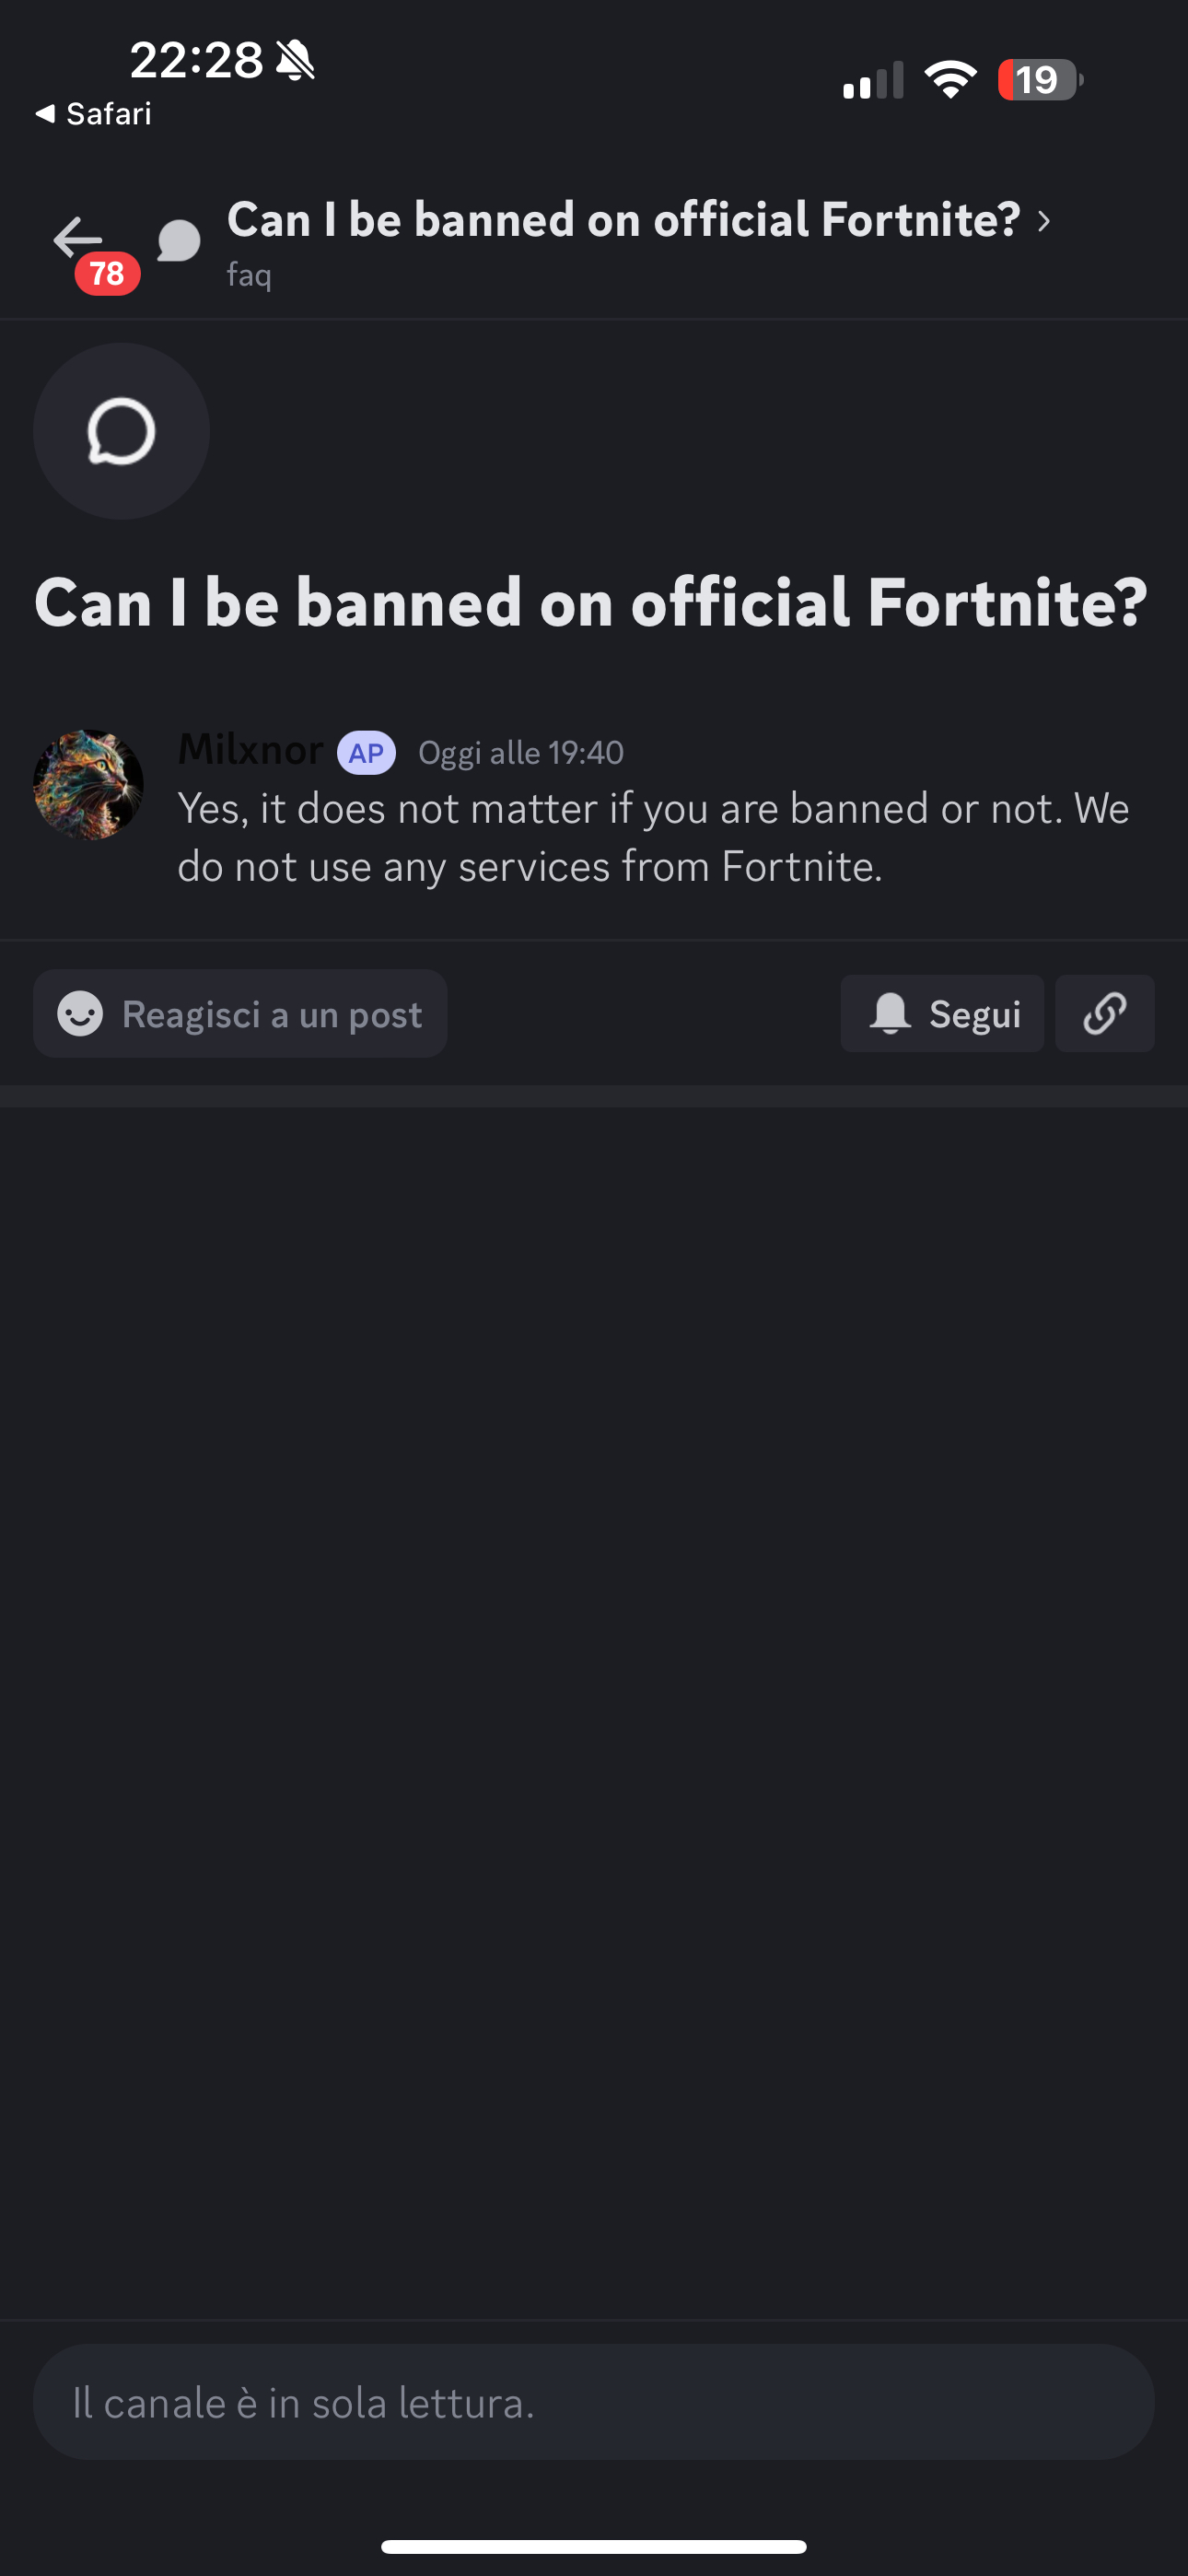 22:28
19
Safari
Can I be banned on official Fortnite?
78
faq
Can I be banned on official Fortnite?
Milxnor AP Oggi alle 19:40
Yes, it does not matter if you are banned or not. We
do not use any services from Fortnite.
Reagisci a un post
Segui
Il canale è in sola lettura.